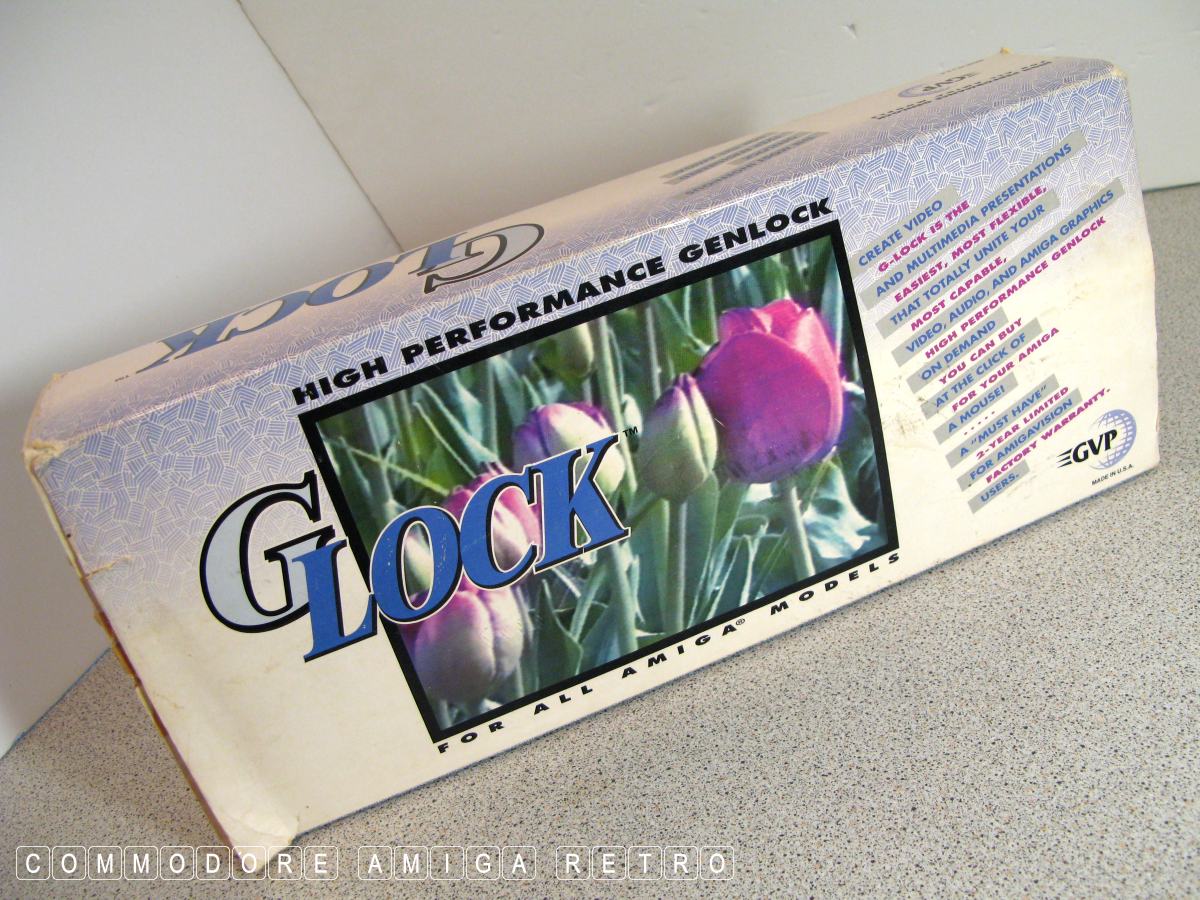 GVP
GLOCK
TM
HIGH PERFORMANCE GENLOCK
GLOCK™
FOR ALL AMIGA® MODELS
CREATE VIDEO
G-LOCK IS THE
AND MULTIMEDIA PRESENTATIONS
EASIEST, MOST FLEXIBLE,
THAT TOTALLY UNITE YOUR
MOST CAPABLE,
VIDEO, AUDIO, AND AMIGA GRAPHICS
HIGH PERFORMANCE GENLOCK
ON DEMAND
YOU CAN BUY
AT THE CLICK OF
FOR YOUR AMIGA
A MOUSE!
.....
A "MUST HAVE"
2-YEAR LIMITED
FOR AMIGAVISION
FACTORY WARRANTY.
USERS.
GVP
MADE IN U.S.A.
COMMODORE AMIGA RETRO